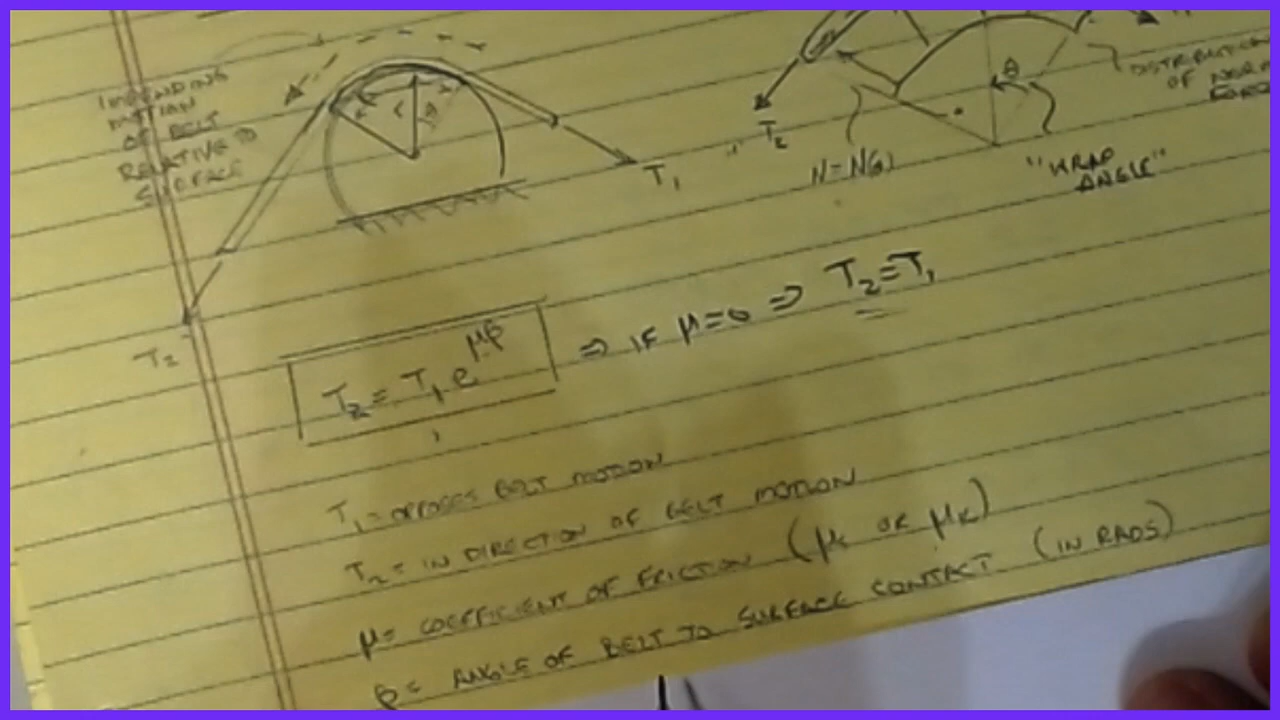 IMPENDING
MOTION
OF BELT
RELATIVE TO
SURFACE
r
θ
T₁
T₂
T₂
N=N(θ)
θ
"WRAP
ANGLE"
DISTRIBUTION
OF NORMAL
FORCE
T₂ = T₁ e^μβ ⇒ IF μ=0 ⇒ T₂=T₁
T₁= OPPOSES BELT MOTION
T₂= IN DIRECTION OF BELT MOTION
μ= COEFFICIENT OF FRICTION (μₛ OR μₖ)
β= ANGLE OF BELT TO SURFACE CONTACT (IN RADS)